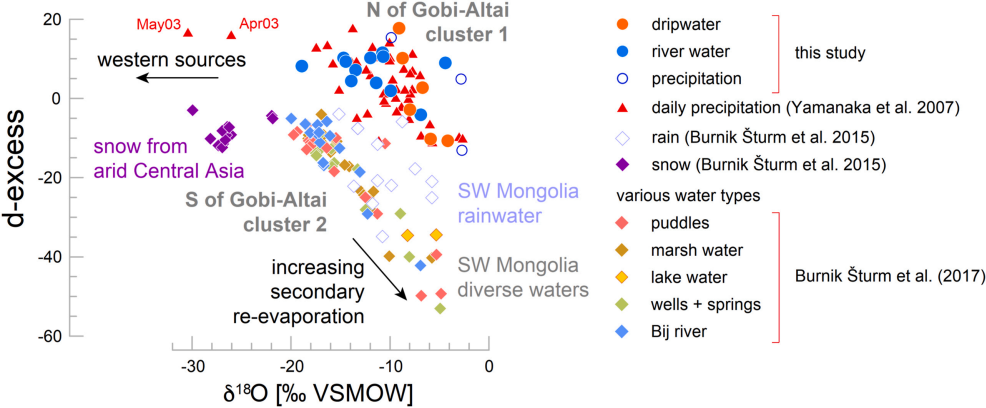 May03
Apr03
N of Gobi-Altai
cluster 1
western sources
snow from
arid Central Asia
S of Gobi-Altai
cluster 2
SW Mongolia
rainwater
increasing
secondary
re-evaporation
SW Mongolia
diverse waters
d-excess
20
0
-20
-40
-60
-30
-20
-10
0
δ¹⁸O [‰ VSMOW]
dripwater
river water
precipitation
this study
daily precipitation (Yamanaka et al. 2007)
rain (Burnik Šturm et al. 2015)
snow (Burnik Šturm et al. 2015)
various water types
puddles
marsh water
lake water
wells + springs
Bij river
Burnik Šturm et al. (2017)